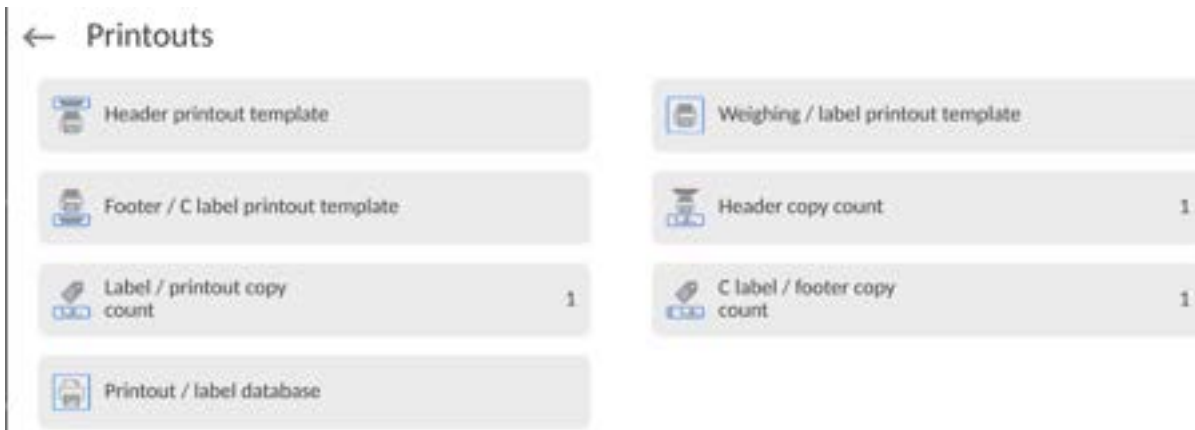 Printouts
Header printout template
Weighing / label printout template
Footer / C label printout template
Header copy count 1
Label / printout copy
count 1
C label / footer copy
count 1
Printout / label database